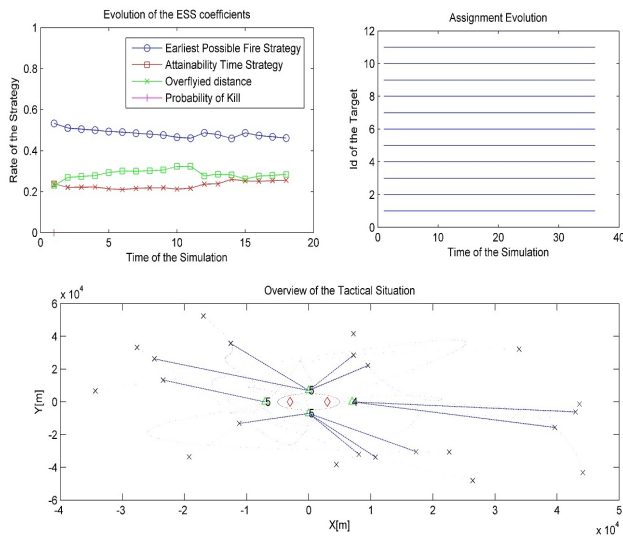 Evolution of the ESS coefficients
1
0.8
0.6
0.4
0.2
0
0 5 10 15 20
Rate of the Strategy
Time of the Simulation
Earliest Possible Fire Strategy
Attainability Time Strategy
Overflyied distance
Probability of Kill
Assignment Evolution
12
10
8
6
4
2
0
0 10 20 30 40
Id of the Target
Time of the Simulation
Overview of the Tactical Situation
x 10^4
6
4
2
0
-2
-4
-6
-4 -3 -2 -1 0 1 2 3 4 5
x 10^4
Y[m]
X[m]
5
5
4
5